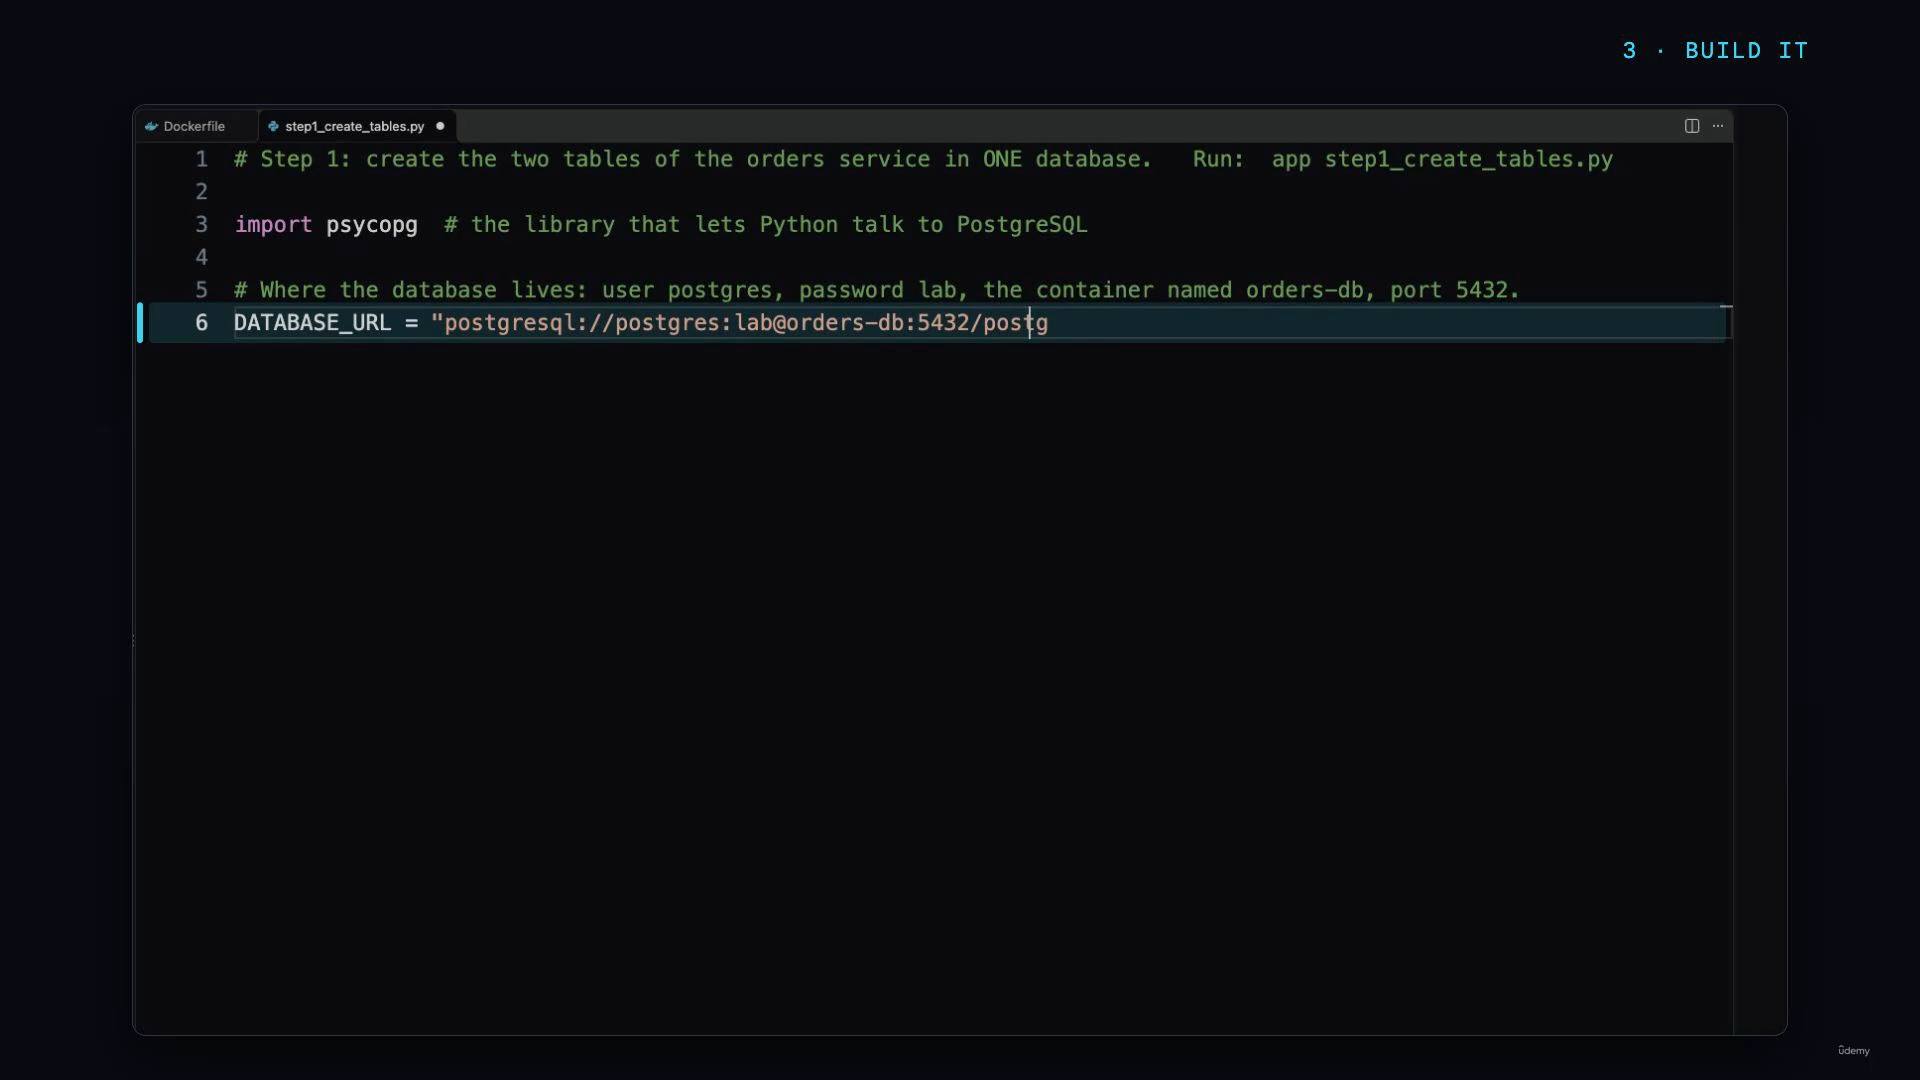 3 · BUILD IT
Dockerfile
step1_create_tables.py
1 # Step 1: create the two tables of the orders service in ONE database.   Run:  app step1_create_tables.py
2
3 import psycopg  # the library that lets Python talk to PostgreSQL
4
5 # Where the database lives: user postgres, password lab, the container named orders-db, port 5432.
6 DATABASE_URL = "postgresql://postgres:lab@orders-db:5432/postg
udemy